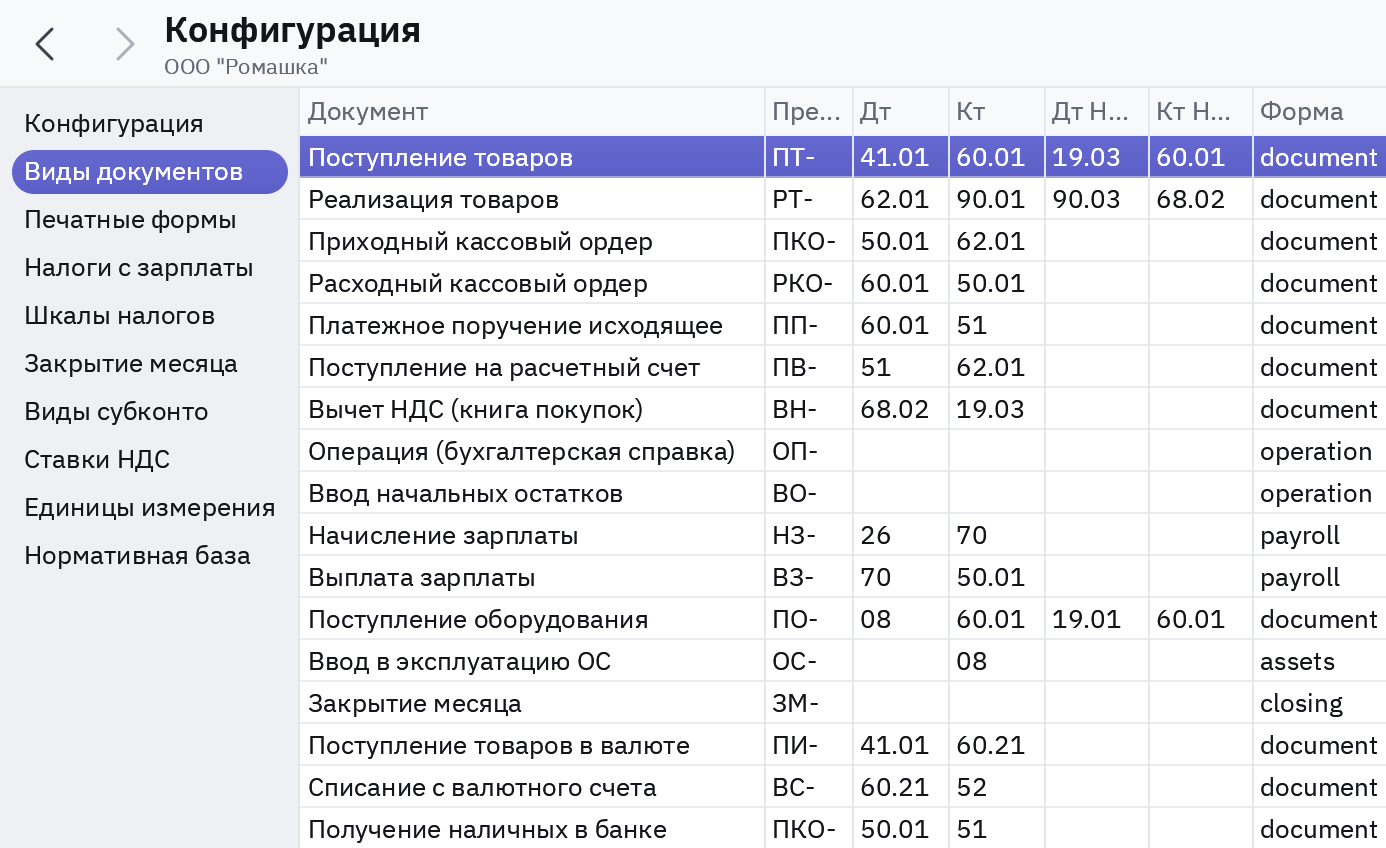 Конфигурация
ООО "Ромашка"
Конфигурация
Виды документов
Печатные формы
Налоги с зарплаты
Шкалы налогов
Закрытие месяца
Виды субконто
Ставки НДС
Единицы измерения
Нормативная база
Документ Пре... Дт Кт Дт Н... Кт Н... Форма
Поступление товаров ПТ- 41.01 60.01 19.03 60.01 document
Реализация товаров РТ- 62.01 90.01 90.03 68.02 document
Приходный кассовый ордер ПКО- 50.01 62.01 document
Расходный кассовый ордер РКО- 60.01 50.01 document
Платежное поручение исходящее ПП- 60.01 51 document
Поступление на расчетный счет ПВ- 51 62.01 document
Вычет НДС (книга покупок) ВН- 68.02 19.03 document
Операция (бухгалтерская справка) ОП- operation
Ввод начальных остатков ВО- operation
Начисление зарплаты НЗ- 26 70 payroll
Выплата зарплаты ВЗ- 70 50.01 payroll
Поступление оборудования ПО- 08 60.01 19.01 60.01 document
Ввод в эксплуатацию ОС ОС- 08 assets
Закрытие месяца ЗМ- closing
Поступление товаров в валюте ПИ- 41.01 60.21 document
Списание с валютного счета ВС- 60.21 52 document
Получение наличных в банке ПКО- 50.01 51 document